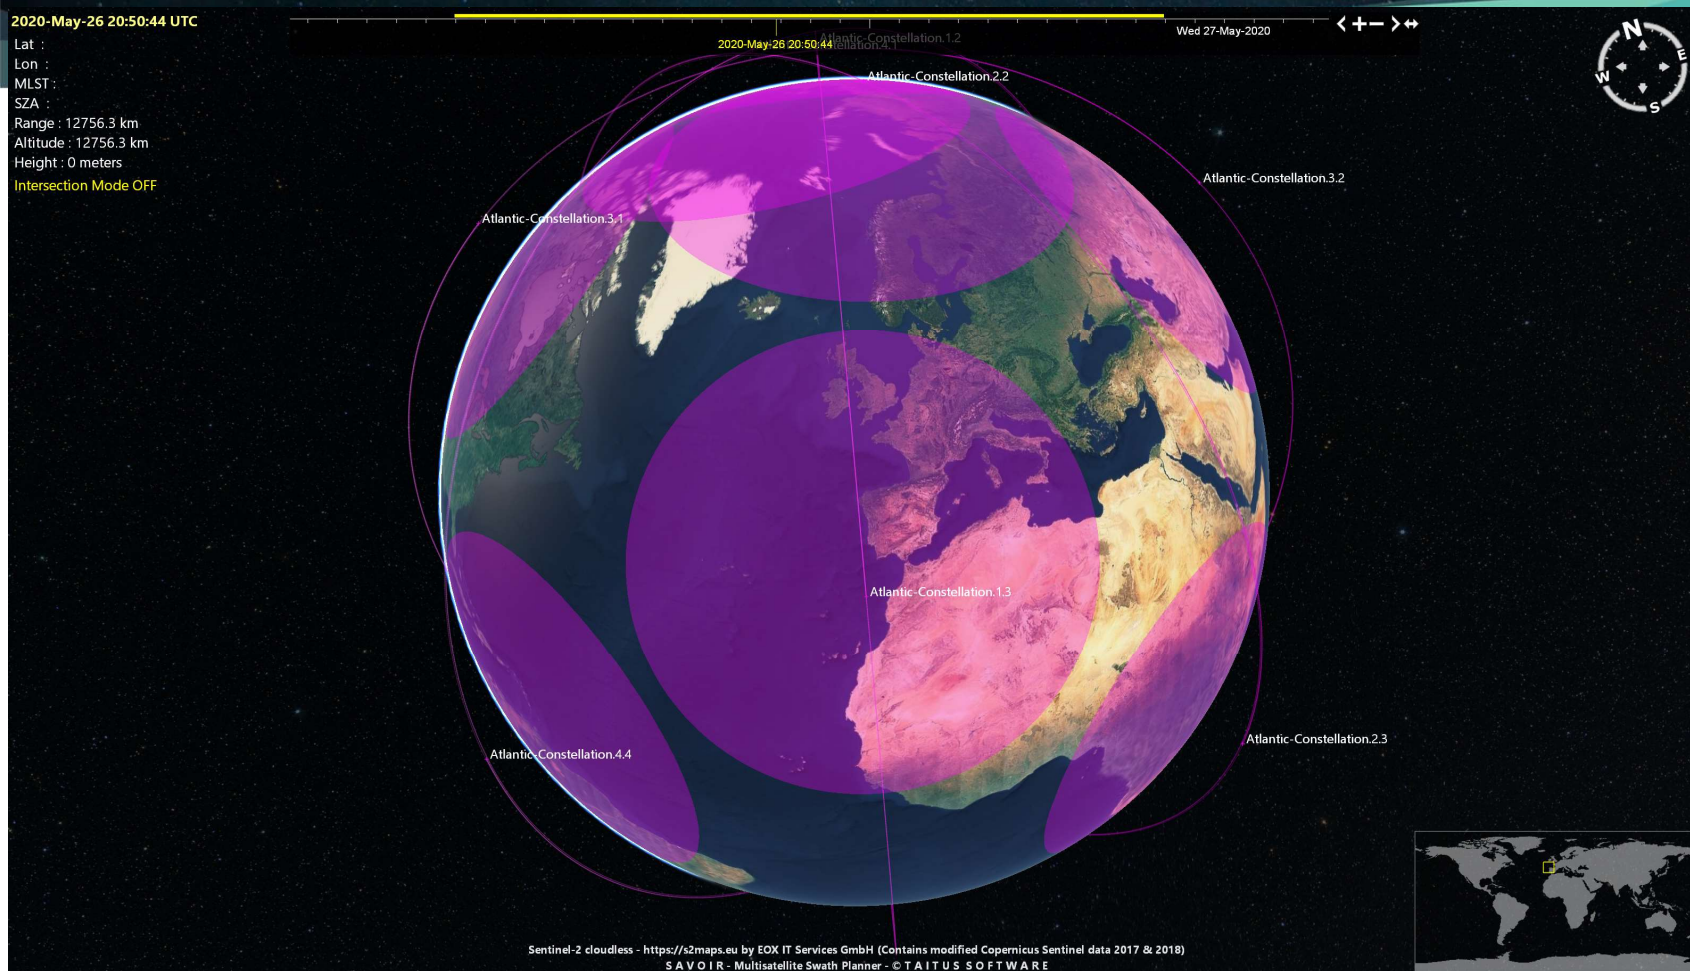 2020-May-26 20:50:44 UTC
Lat :
Lon :
MLST :
SZA :
Range : 12756.3 km
Altitude : 12756.3 km
Height : 0 meters
Intersection Mode OFF
Atlantic-Constellation.1.2
2020-May-26 20:50:44
Wed 27-May-2020
N
E
W
S
Atlantic-Constellation.2.2
Atlantic-Constellation.3.2
Atlantic-Constellation.3.1
Atlantic-Constellation.1.3
Atlantic-Constellation.2.3
Atlantic-Constellation.4.4
Sentinel-2 cloudless - https://s2maps.eu by EOX IT Services GmbH (Contains modified Copernicus Sentinel data 2017 & 2018)
S A V O I R - Multisatellite Swath Planner - © T A I T U S  S O F T W A R E